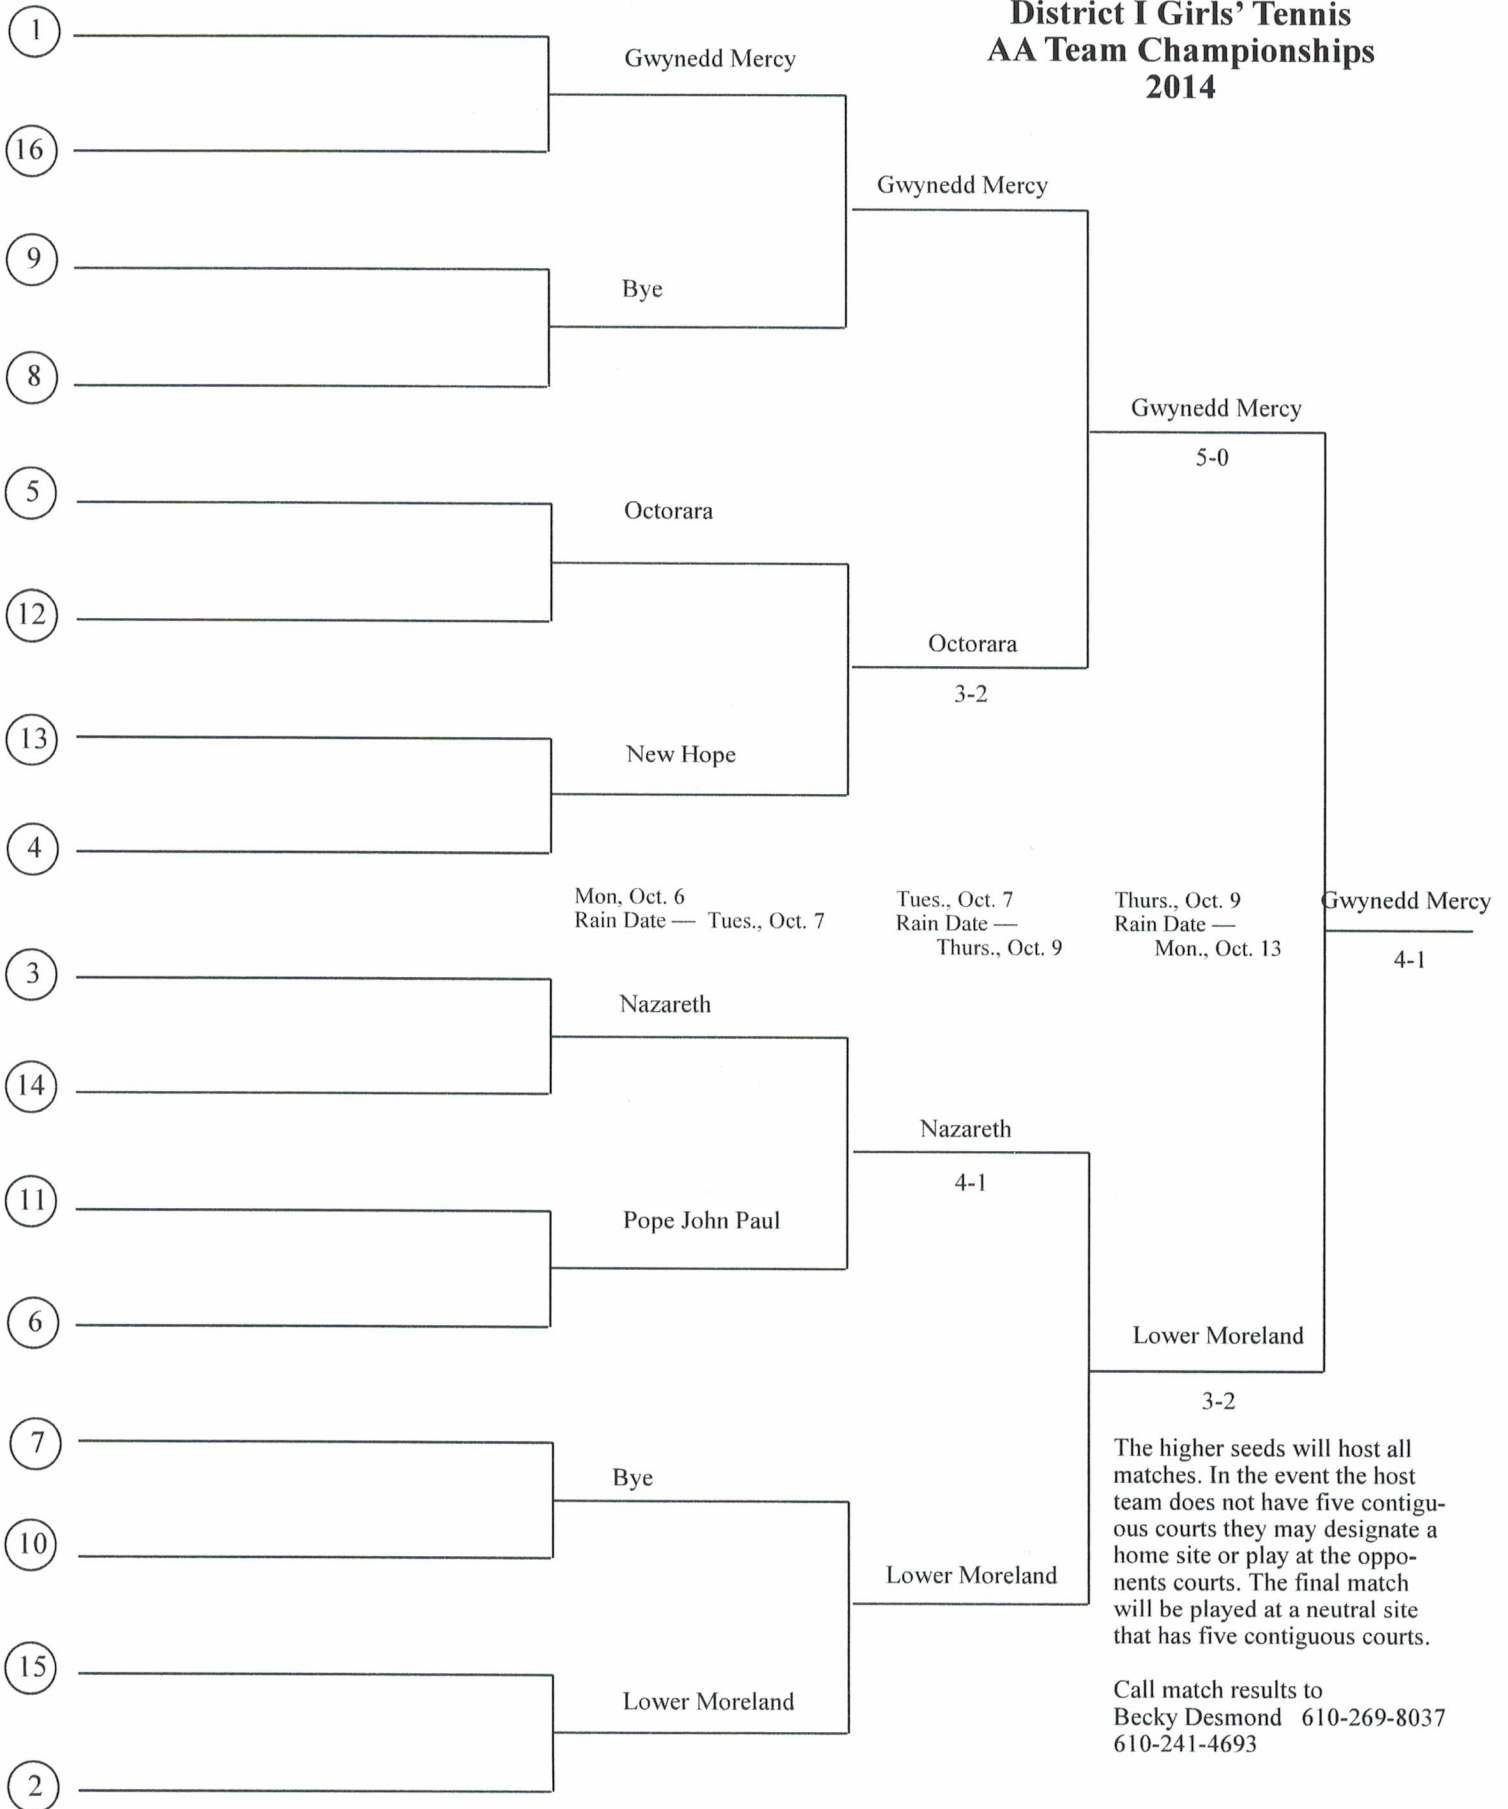 District I Girls' Tennis
AA Team Championships
2014
1
Gwynedd Mercy
16
Gwynedd Mercy
9
Bye
8
Gwynedd Mercy
5-0
5
Octorara
12
Octorara
3-2
13
New Hope
4
Mon, Oct. 6
Rain Date — Tues., Oct. 7
Tues., Oct. 7
Rain Date —
Thurs., Oct. 9
Thurs., Oct. 9
Rain Date —
Mon., Oct. 13
Gwynedd Mercy
4-1
3
Nazareth
14
Nazareth
4-1
11
Pope John Paul
6
Lower Moreland
3-2
7
Bye
10
Lower Moreland
15
Lower Moreland
2
The higher seeds will host all
matches. In the event the host
team does not have five contigu-
ous courts they may designate a
home site or play at the oppo-
nents courts. The final match
will be played at a neutral site
that has five contiguous courts.
Call match results to
Becky Desmond 610-269-8037
610-241-4693